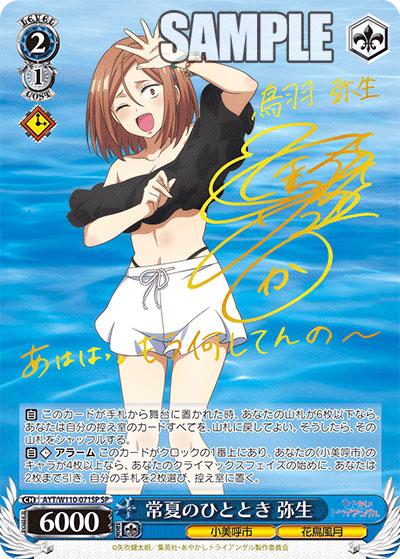 LEVEL
2
SAMPLE
1
COST
鳥羽 弥生
か
あはは、もう何してんの〜
自 このカードが手札から舞台に置かれた時、あなたの山札が6枚以下なら、
あなたは自分の控え室のカードすべてを、山札に戻してよい。そうしたら、その
山札をシャッフルする。
自 アラーム このカードがクロックの1番上にあり、あなたの《小美呼市》の
キャラが4枚以上なら、あなたのクライマックスフェイズの始めに、あなたは2枚
引き、自分の手札を2枚選び、控え室に置く。
CH AYT/W110-071SP SP
6000
常夏のひととき 弥生
あやかしトライアングル
小美呼市
花鳥風月
©矢吹健太朗／集英社・あやかしトライアングル製作委員会